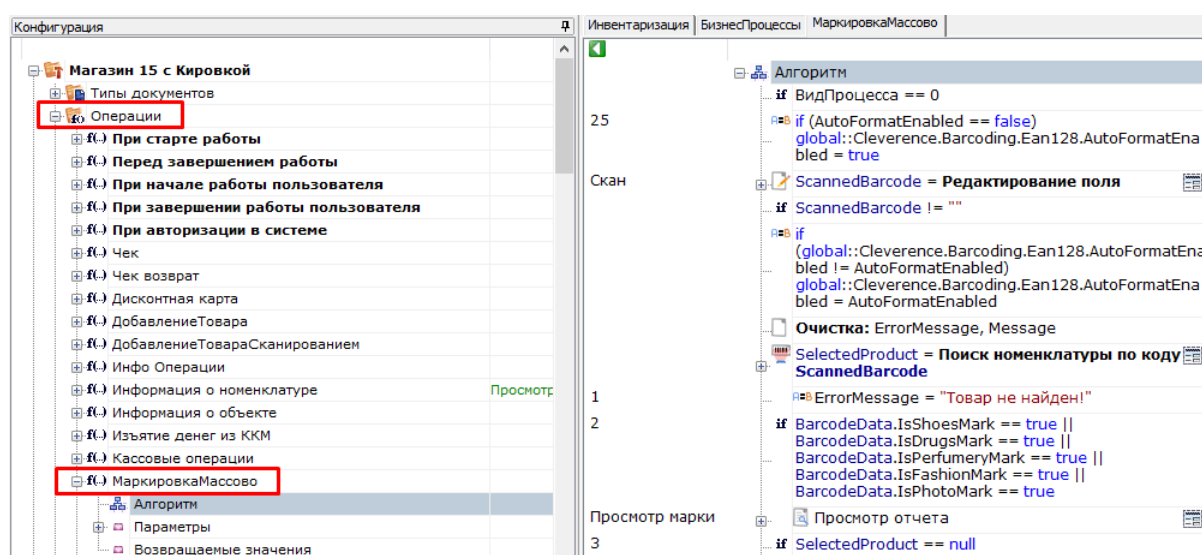 Конфигурация
Магазин 15 с Кировкой
Типы документов
Операции
f(..) При старте работы
f(..) Перед завершением работы
f(..) При начале работы пользователя
f(..) При завершении работы пользователя
f(..) При авторизации в системе
f(..) Чек
f(..) Чек возврат
f(..) Дисконтная карта
f(..) ДобавлениеТовара
f(..) ДобавлениеТовараСканированием
f(..) Инфо Операции
f(..) Информация о номенклатуре Просмотр
f(..) Информация о объекте
f(..) Изъятие денег из ККМ
f(..) Кассовые операции
f(..) МаркировкаМассово
Алгоритм
Параметры
Возвращаемые значения
Инвентаризация БизнесПроцессы МаркировкаМассово
Алгоритм
if ВидПроцесса == 0
25 A=B if (AutoFormatEnabled == false)
global::Cleverence.Barcoding.Ean128.AutoFormatEna
bled = true
Скан ScannedBarcode = Редактирование поля
if ScannedBarcode != ""
A=B if
(global::Cleverence.Barcoding.Ean128.AutoFormatEna
bled != AutoFormatEnabled)
global::Cleverence.Barcoding.Ean128.AutoFormatEna
bled = AutoFormatEnabled
Очистка: ErrorMessage, Message
SelectedProduct = Поиск номенклатуры по коду
ScannedBarcode
1 A=B ErrorMessage = "Товар не найден!"
2 if BarcodeData.IsShoesMark == true ||
BarcodeData.IsDrugsMark == true ||
BarcodeData.IsPerfumeryMark == true ||
BarcodeData.IsFashionMark == true ||
BarcodeData.IsPhotoMark == true
Просмотр марки Просмотр отчета
3 if SelectedProduct == null